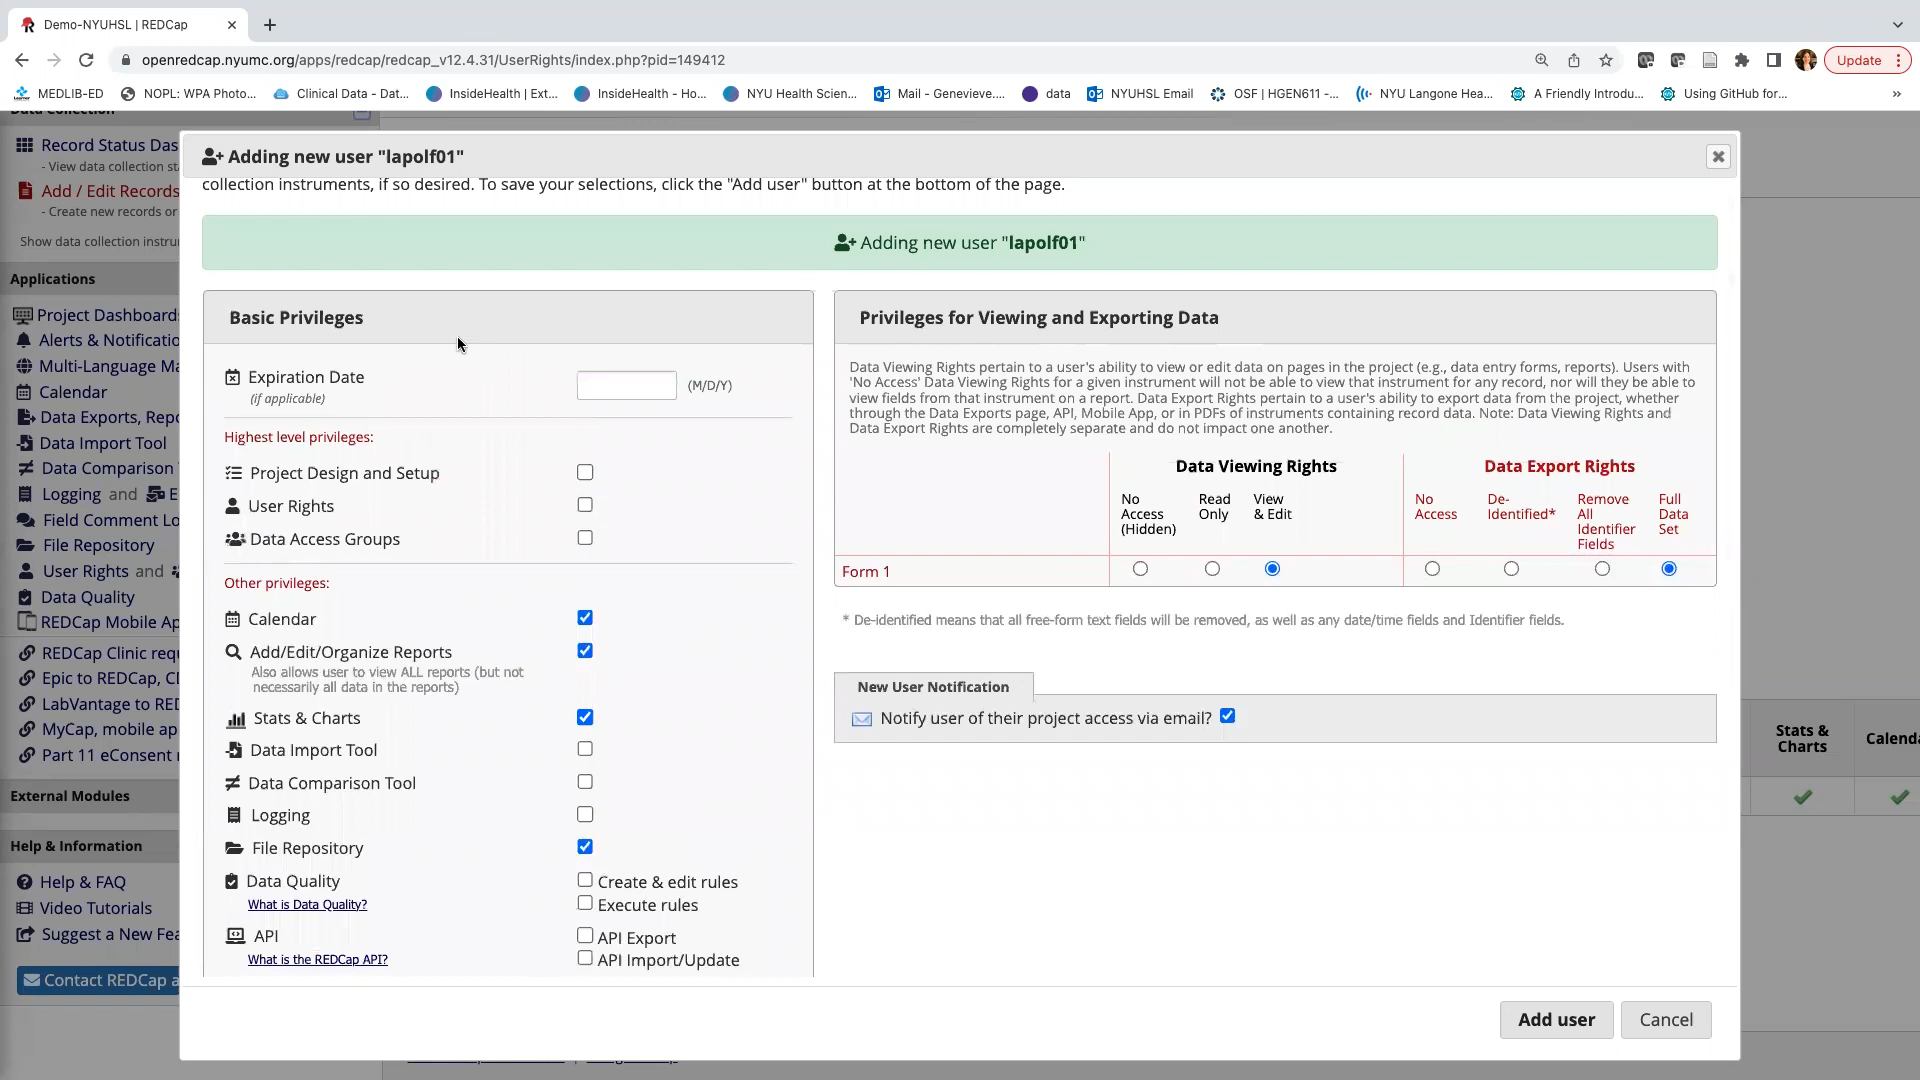 Demo-NYUHSL | REDCap
openredcap.nyumc.org/apps/redcap/redcap_v12.4.31/UserRights/index.php?pid=149412
Update
MEDLIB-ED
NOPL: WPA Photo...
Clinical Data - Dat...
InsideHealth | Ext...
InsideHealth - Ho...
NYU Health Scien...
Mail - Genevieve....
data
NYUHSL Email
OSF | HGEN611 -...
NYU Langone Hea...
A Friendly Introdu...
Using GitHub for...
»
Data Collection
Record Status Das
- View data collection st
Add / Edit Records
- Create new records or
Show data collection instru
Applications
Project Dashboard
Alerts & Notificatio
Multi-Language Ma
Calendar
Data Exports, Repo
Data Import Tool
Data Comparison
Logging and E
Field Comment Lo
File Repository
User Rights and
Data Quality
REDCap Mobile Ap
REDCap Clinic requ
Epic to REDCap, CD
LabVantage to RED
MyCap, mobile ap
Part 11 eConsent
External Modules
Help & Information
Help & FAQ
Video Tutorials
Suggest a New Fea
Contact REDCap a
Adding new user "lapolf01"
collection instruments, if so desired. To save your selections, click the "Add user" button at the bottom of the page.
Adding new user "lapolf01"
Basic Privileges
Expiration Date
(if applicable)
(M/D/Y)
Highest level privileges:
Project Design and Setup
User Rights
Data Access Groups
Other privileges:
Calendar
Add/Edit/Organize Reports
Also allows user to view ALL reports (but not
necessarily all data in the reports)
Stats & Charts
Data Import Tool
Data Comparison Tool
Logging
File Repository
Data Quality
What is Data Quality?
Create & edit rules
Execute rules
API
What is the REDCap API?
API Export
API Import/Update
Privileges for Viewing and Exporting Data
Data Viewing Rights pertain to a user's ability to view or edit data on pages in the project (e.g., data entry forms, reports). Users with
'No Access' Data Viewing Rights for a given instrument will not be able to view that instrument for any record, nor will they be able to
view fields from that instrument on a report. Data Export Rights pertain to a user's ability to export data from the project, whether
through the Data Exports page, API, Mobile App, or in PDFs of instruments containing record data. Note: Data Viewing Rights and
Data Export Rights are completely separate and do not impact one another.
Data Viewing Rights
Data Export Rights
No
Access
(Hidden)
Read
Only
View
& Edit
No
Access
De-
Identified*
Remove
All
Identifier
Fields
Full
Data
Set
Form 1
* De-identified means that all free-form text fields will be removed, as well as any date/time fields and Identifier fields.
New User Notification
Notify user of their project access via email?
Stats &
Charts
Calenda
Add user
Cancel